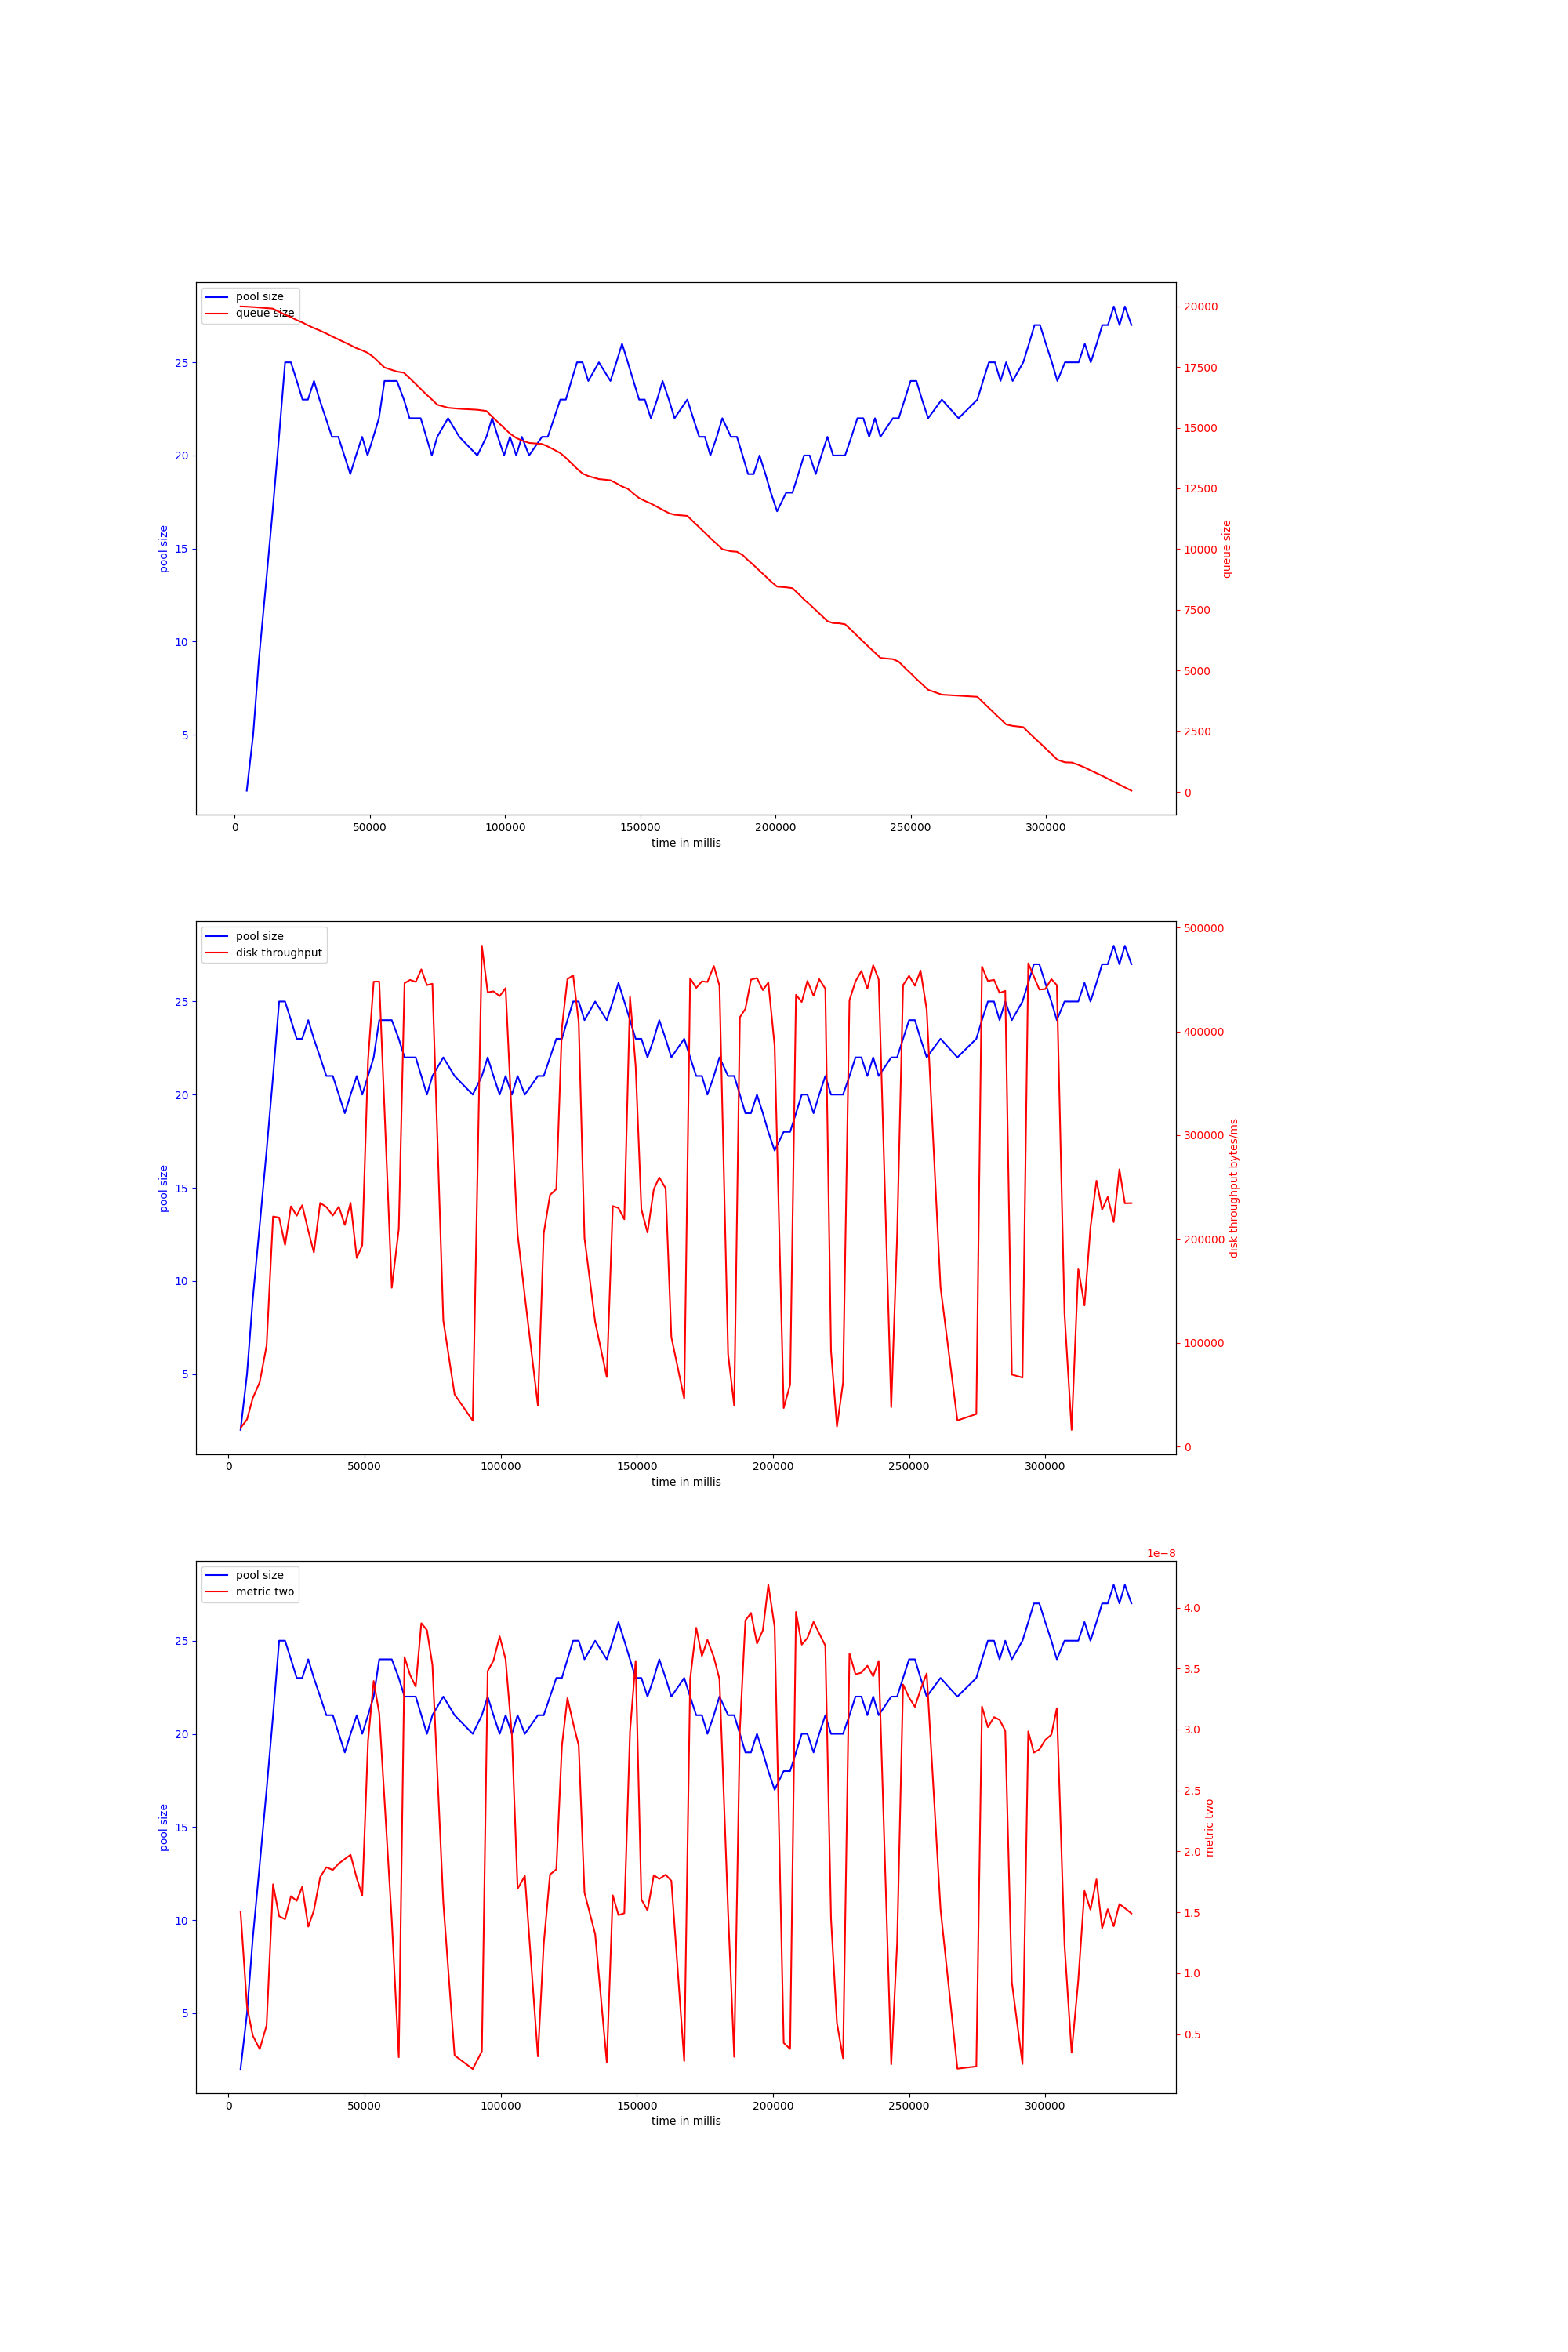 pool size
queue size
25
20
15
10
5
pool size
20000
17500
15000
12500
10000
7500
5000
2500
0
queue size
0 50000 100000 150000 200000 250000 300000
time in millis
pool size
disk throughput
25
20
15
10
5
pool size
500000
400000
300000
200000
100000
0
disk throughput bytes/ms
0 50000 100000 150000 200000 250000 300000
time in millis
1e−8
pool size
metric two
25
20
15
10
5
pool size
4.0
3.5
3.0
2.5
2.0
1.5
1.0
0.5
metric two
0 50000 100000 150000 200000 250000 300000
time in millis